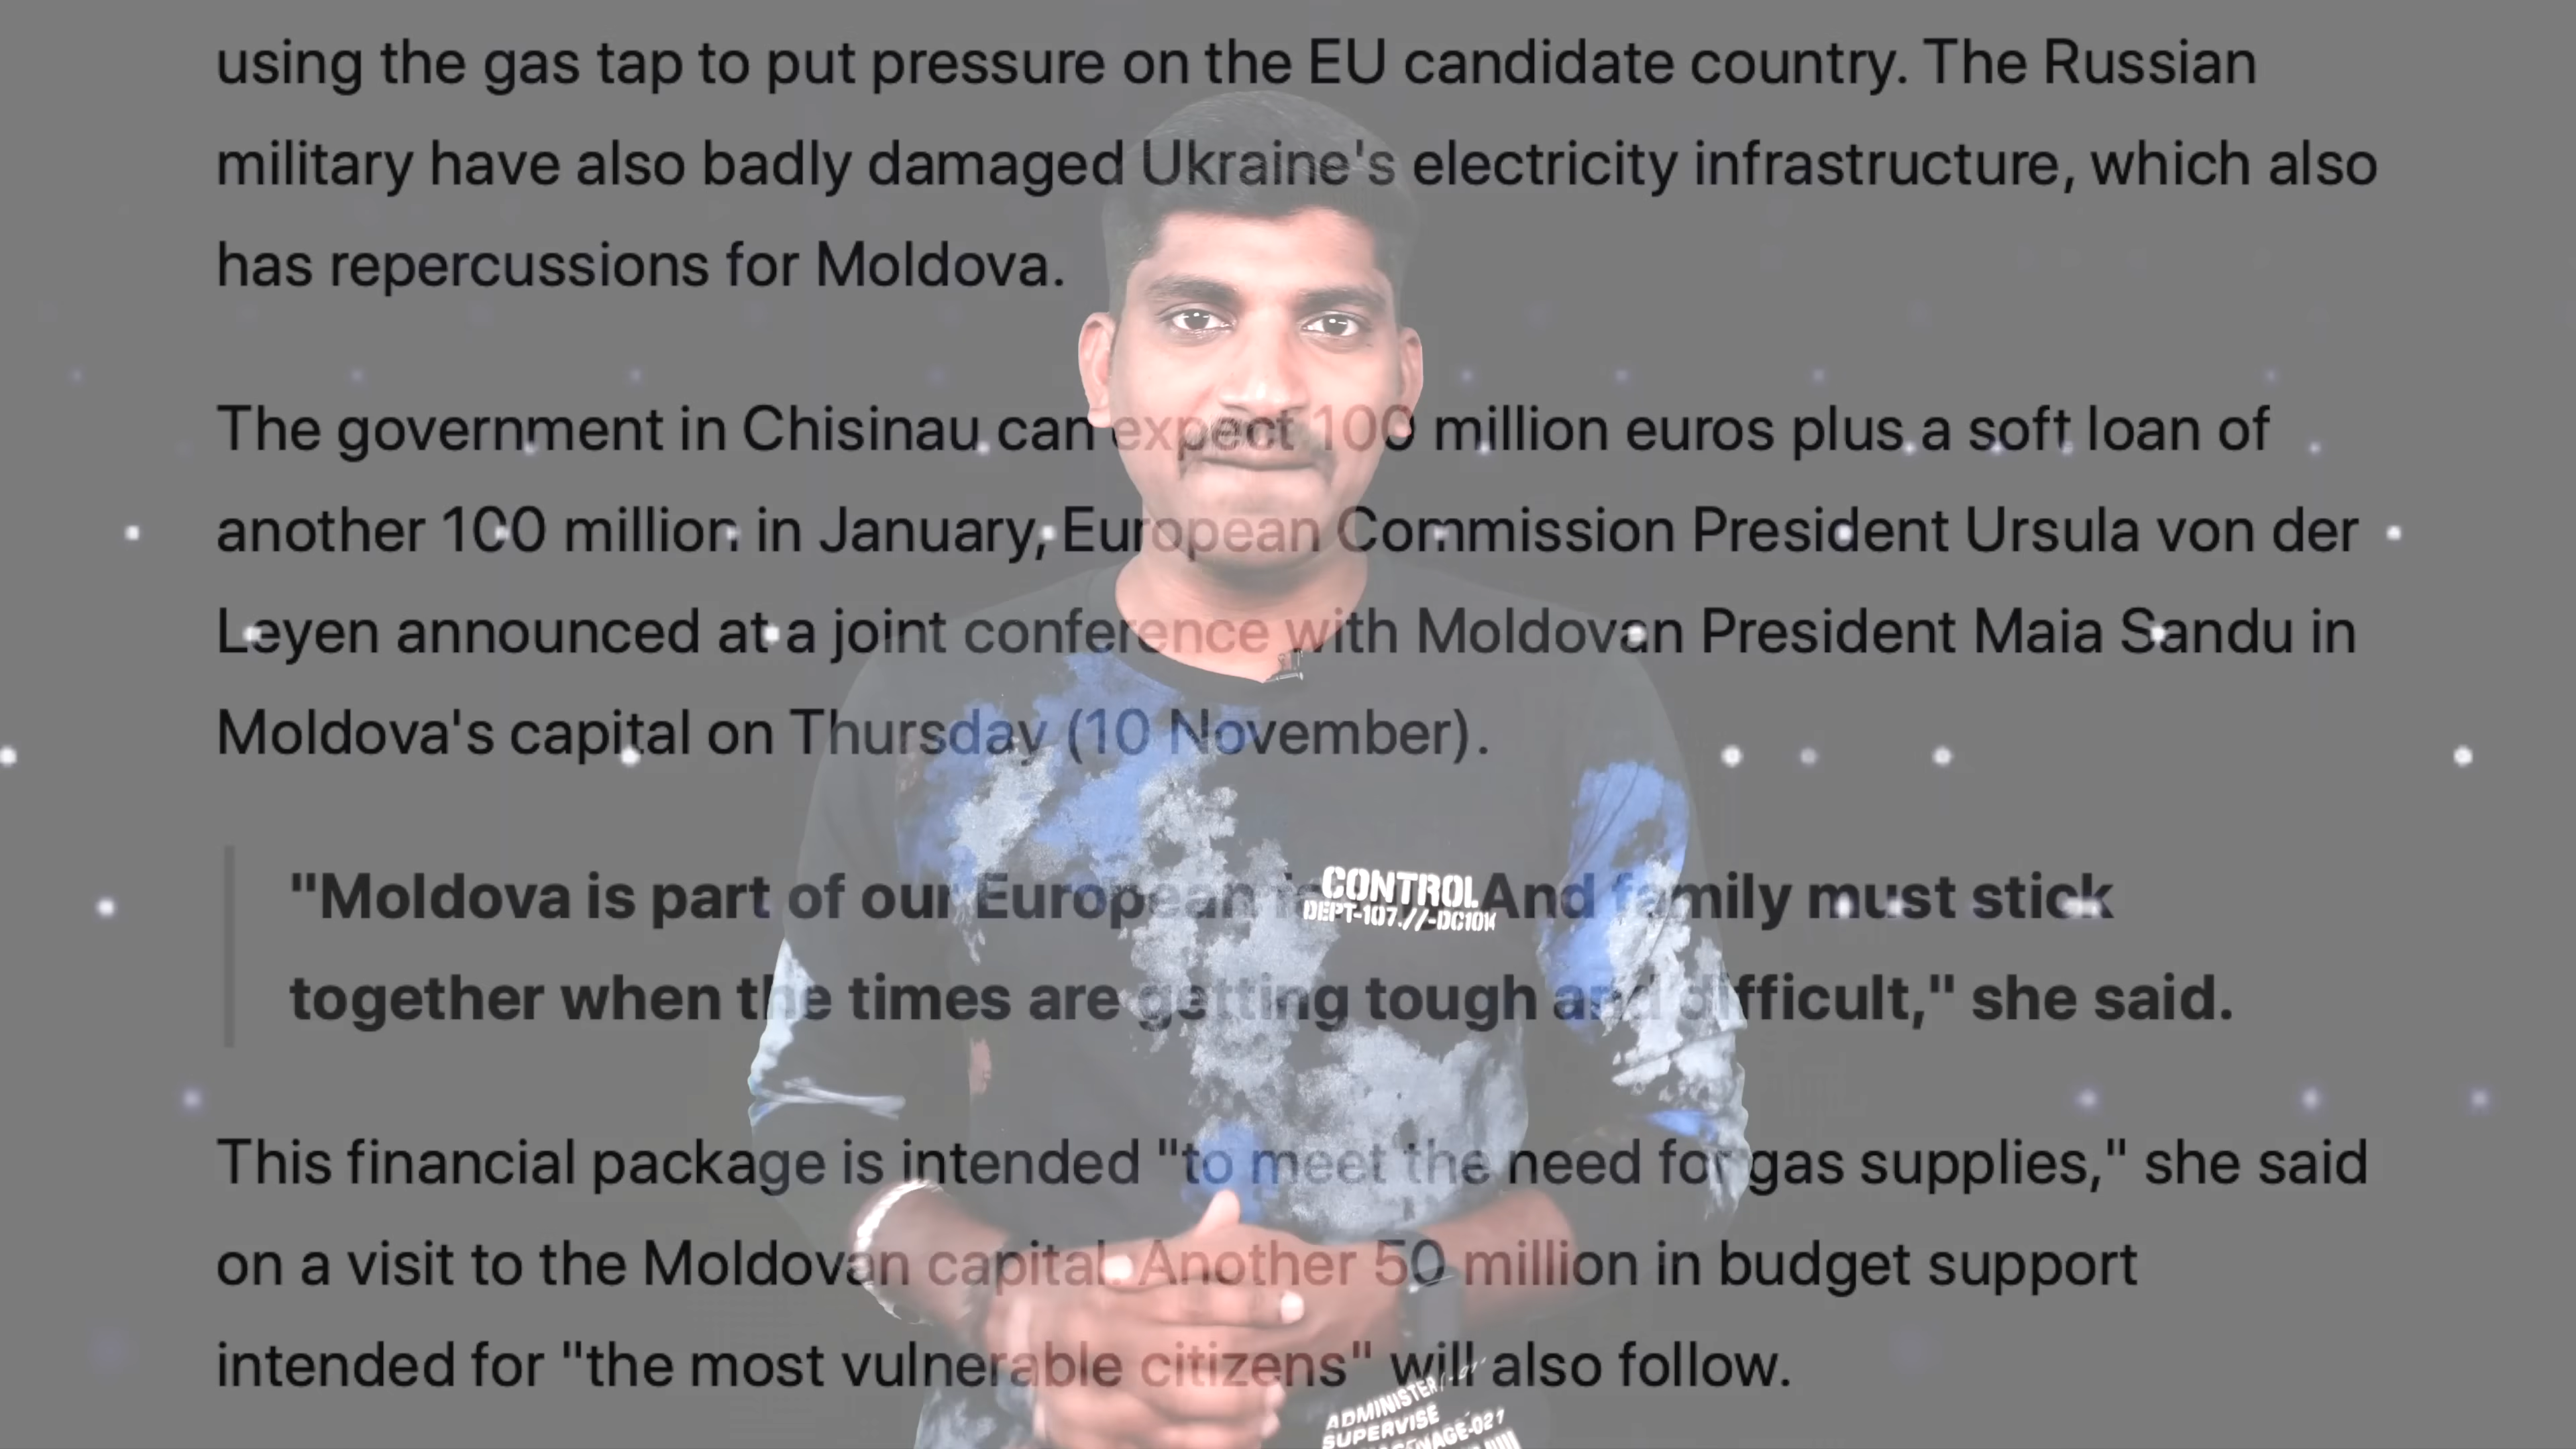 using the gas tap to put pressure on the EU candidate country. The Russian
military have also badly damaged Ukraine's electricity infrastructure, which also
has repercussions for Moldova.
The government in Chisinau can expect 100 million euros plus a soft loan of
another 100 million in January, European Commission President Ursula von der
Leyen announced at a joint conference with Moldovan President Maia Sandu in
Moldova's capital on Thursday (10 November).
"Moldova is part of our European And family must stick
together when the times are getting tough and difficult," she said.
CONTROL
DEPT-107.//-DC101
This financial package is intended "to meet the need for gas supplies," she said
on a visit to the Moldovan capital. Another 50 million in budget support
intended for "the most vulnerable citizens" will also follow.
ADMINISTER
SUPERVISE